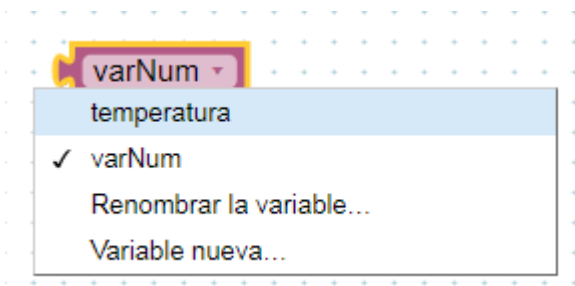 varNum
temperatura
✓ varNum
Renombrar la variable...
Variable nueva...